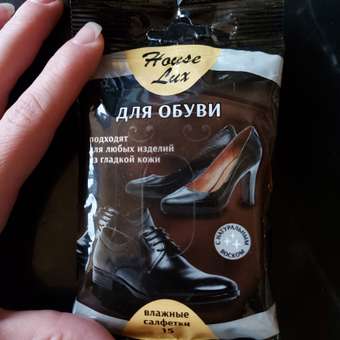 House
Lux
ДЛЯ ОБУВИ
подходят
для любых изделий
из гладкой кожи
С НАТУРАЛЬНЫМ
ВОСКОМ
влажные
салфетки
15